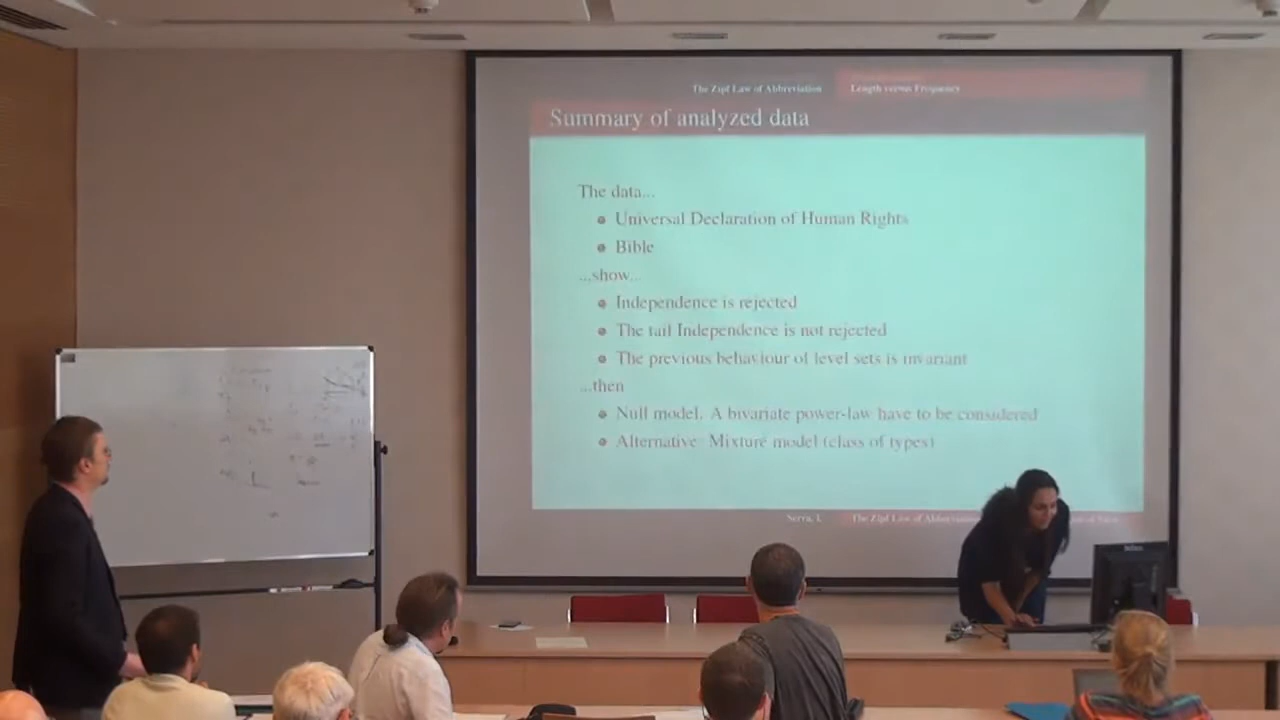 The Zipf Law of Abbreviation
Length versus Frequency
Summary of analyzed data
The data...
Universal Declaration of Human Rights
Bible
...show...
Independence is rejected
The tail Independence is not rejected
The previous behaviour of level sets is invariant
...then
Null model. A bivariate power-law have to be considered
Alternative. Mixture model (class of types)
Serra, I.
The Zipf Law of Abbreviation